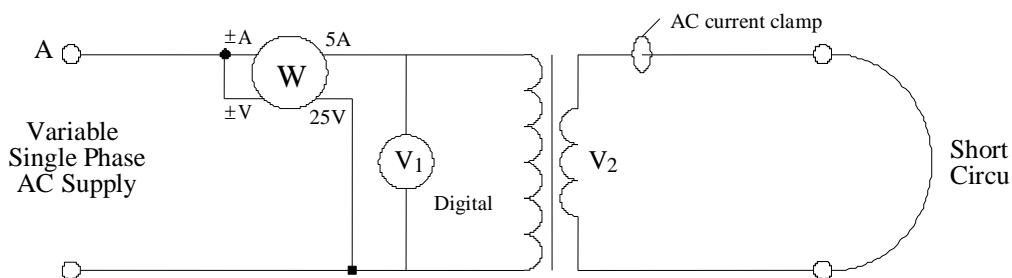 AC current clamp
A
±A
5A
W
±V
25V
Variable
Single Phase
AC Supply
V1
Digital
V2
Short
Circu